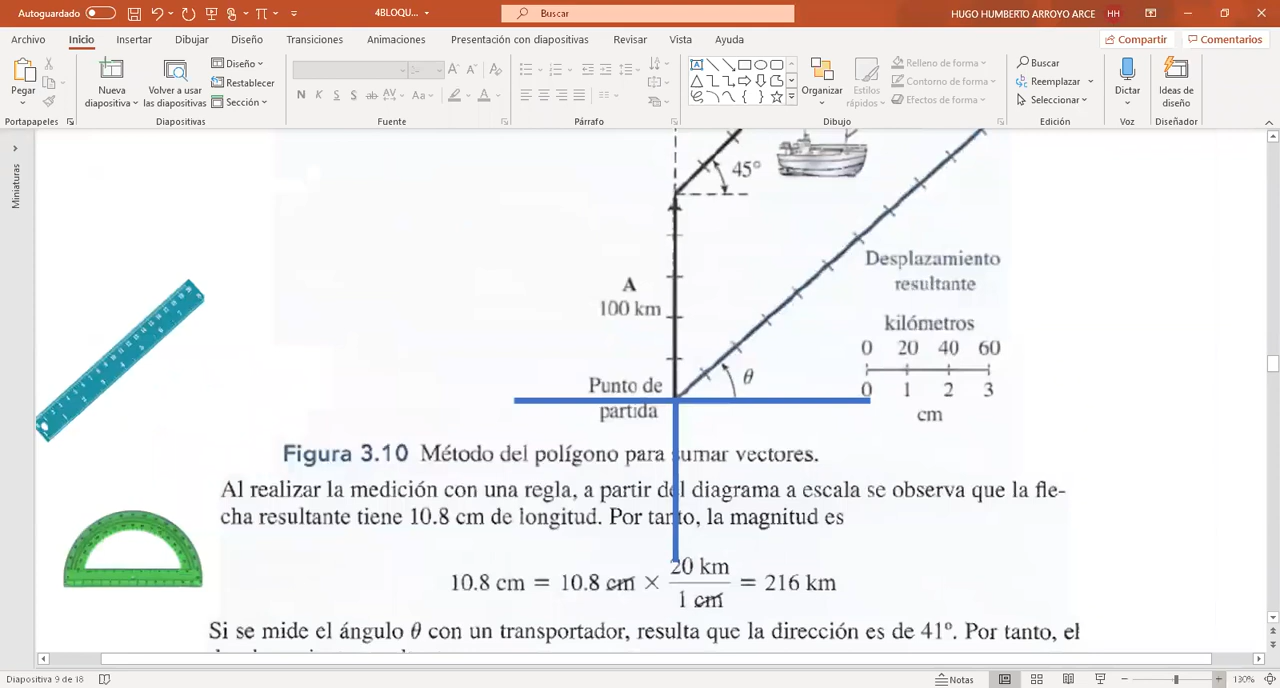 Autoguardado
4BLOQU...
Buscar
HUGO HUMBERTO ARROYO ARCE
HH
Archivo Inicio Insertar Dibujar Diseño Transiciones Animaciones Presentación con diapositivas Revisar Vista Ayuda
Compartir
Comentarios
Pegar
Nueva diapositiva
Volver a usar las diapositivas
Diseño
Restablecer
Sección
N K S S ab AV Aa A
Organizar
Estilos rápidos
Relleno de forma
Contorno de forma
Efectos de forma
Buscar
Reemplazar
Seleccionar
Dictar
Ideas de diseño
Portapapeles
Diapositivas
Fuente
Párrafo
Dibujo
Edición
Voz
Diseñador
Miniaturas
45°
Desplazamiento
resultante
A
100 km
kilómetros
0 20 40 60
0 1 2 3
cm
θ
Punto de
partida
Figura 3.10 Método del polígono para sumar vectores.
Al realizar la medición con una regla, a partir del diagrama a escala se observa que la fle-
cha resultante tiene 10.8 cm de longitud. Por tanto, la magnitud es
10.8 cm = 10.8 cm × 20 km / 1 cm = 216 km
Si se mide el ángulo θ con un transportador, resulta que la dirección es de 41°. Por tanto, el
Diapositiva 9 de 18
Notas
130%